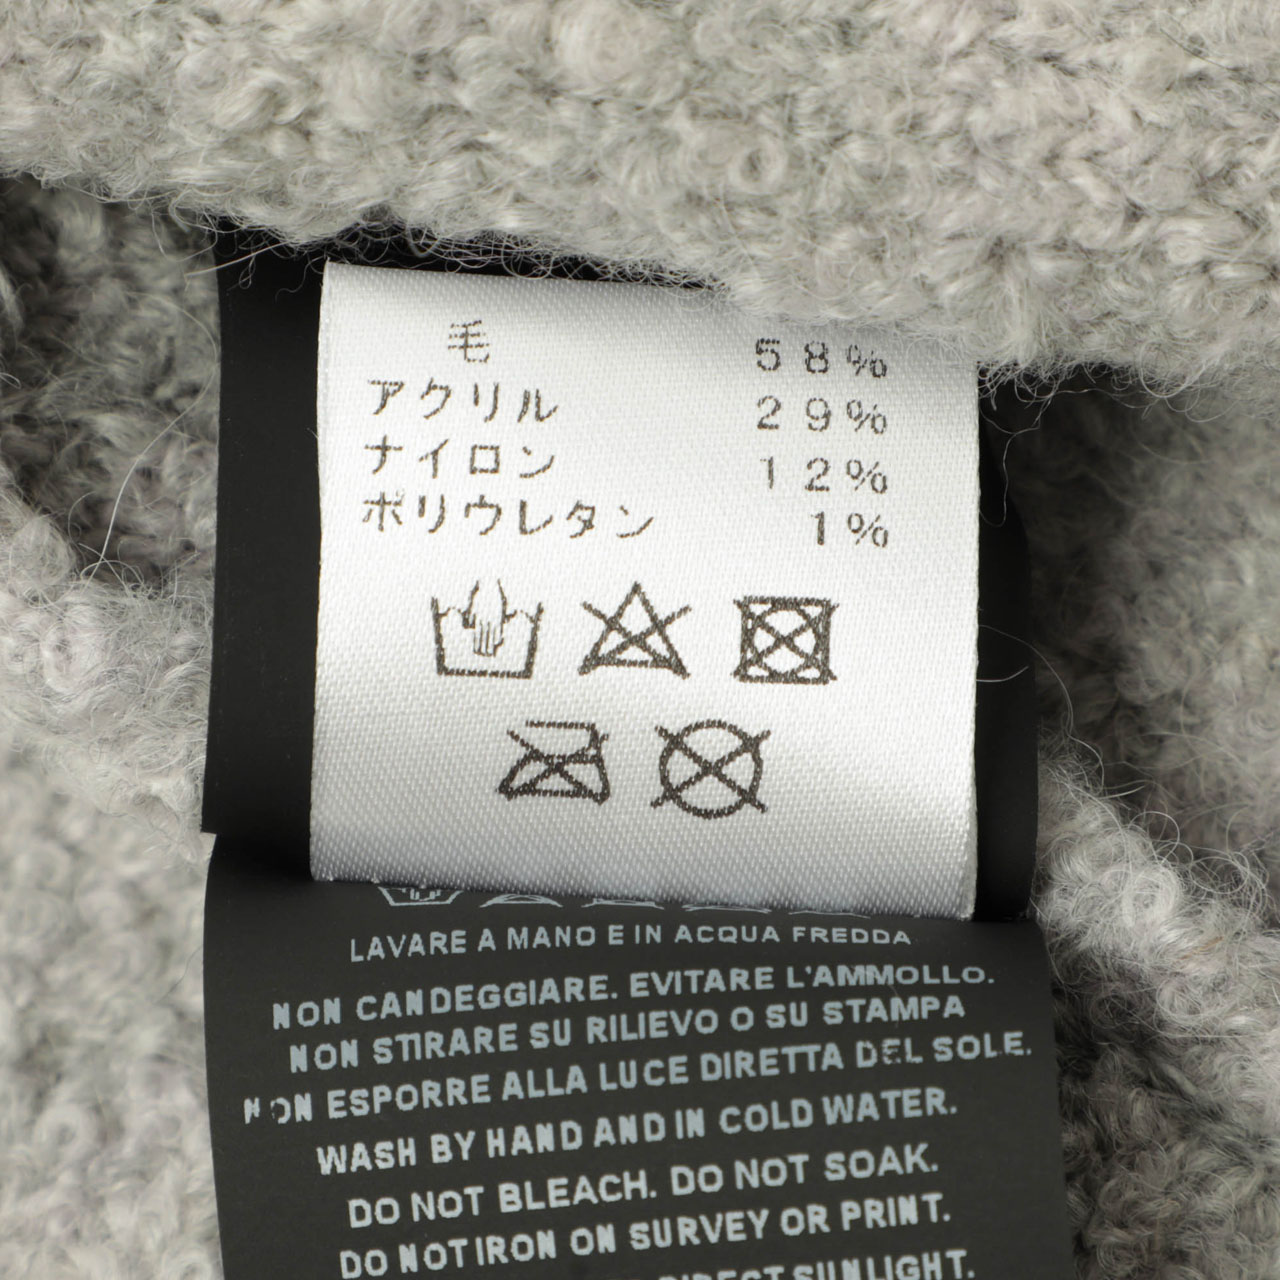 毛 58%
アクリル 29%
ナイロン 12%
ポリウレタン 1%
LAVARE A MANO E IN ACQUA FREDDA
NON CANDEGGIARE. EVITARE L'AMMOLLO.
NON STIRARE SU RILIEVO O SU STAMPA
NON ESPORRE ALLA LUCE DIRETTA DEL SOLE.
WASH BY HAND AND IN COLD WATER.
DO NOT BLEACH. DO NOT SOAK.
DO NOT IRON ON SURVEY OR PRINT.
DIRECT SUNLIGHT.